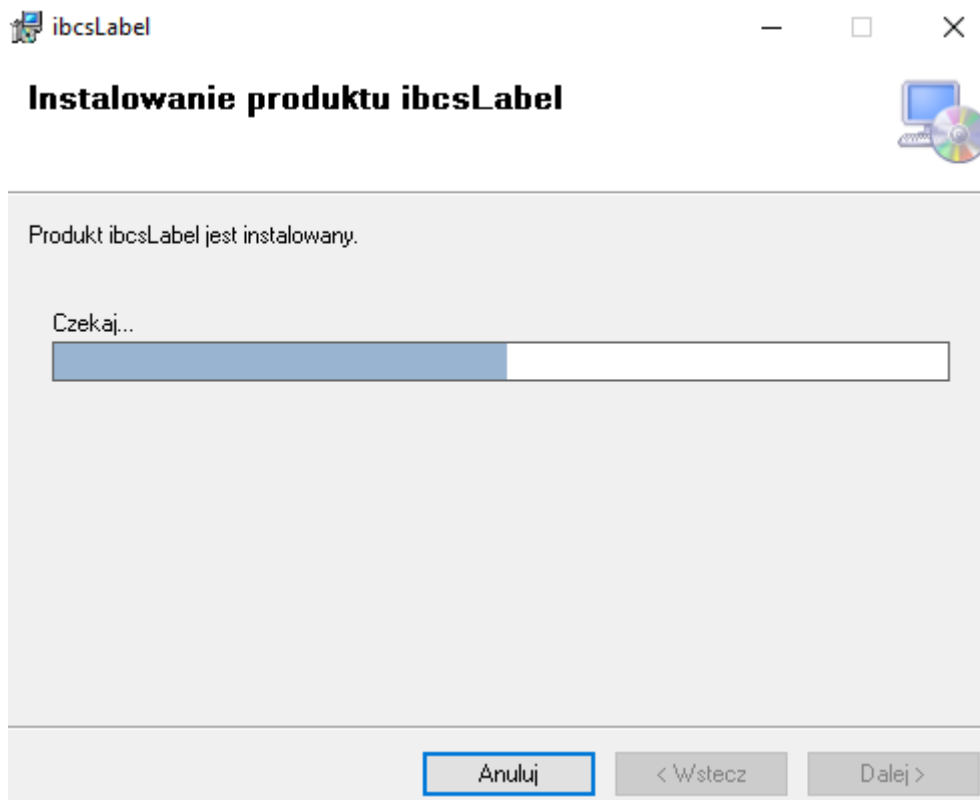 ibcsLabel
Instalowanie produktu ibcsLabel
Produkt ibcsLabel jest instalowany.
Czekaj...
Anuluj
< Wstecz
Dalej >